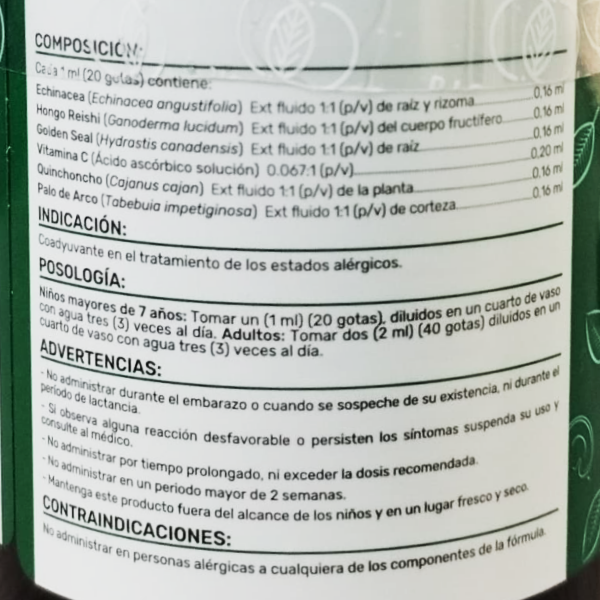 COMPOSICIÓN:
Cada 1 ml (20 gotas) contiene:
Echinacea (Echinacea angustifolia) Ext fluido 1:1 (p/v) de raíz y rizoma 0,16 ml
Hongo Reishi (Ganoderma lucidum) Ext fluido 1:1 (p/v) del cuerpo fructífero 0,16 ml
Golden Seal (Hydrastis canadensis) Ext fluido 1:1 (p/v) de raíz 0,16 ml
Vitamina C (Ácido ascórbico solución) 0.067:1 (p/v) 0,20 ml
Quinchoncho (Cajanus cajan) Ext fluido 1:1 (p/v) de la planta 0,16 ml
Palo de Arco (Tabebuia impetiginosa) Ext fluido 1:1 (p/v) de corteza 0,16 ml
INDICACIÓN:
Coadyuvante en el tratamiento de los estados alérgicos.
POSOLOGÍA:
Niños mayores de 7 años: Tomar un (1 ml) (20 gotas), diluidos en un cuarto de vaso
con agua tres (3) veces al día. Adultos: Tomar dos (2 ml) (40 gotas) diluidos en un
cuarto de vaso con agua tres (3) veces al día.
ADVERTENCIAS:
- No administrar durante el embarazo o cuando se sospeche de su existencia, ni durante el
período de lactancia.
- Si observa alguna reacción desfavorable o persisten los síntomas suspenda su uso y
consulte al médico.
- No administrar por tiempo prolongado, ni exceder la dosis recomendada.
- No administrar en un periodo mayor de 2 semanas.
- Mantenga este producto fuera del alcance de los niños y en un lugar fresco y seco.
CONTRAINDICACIONES:
No administrar en personas alérgicas a cualquiera de los componentes de la fórmula.